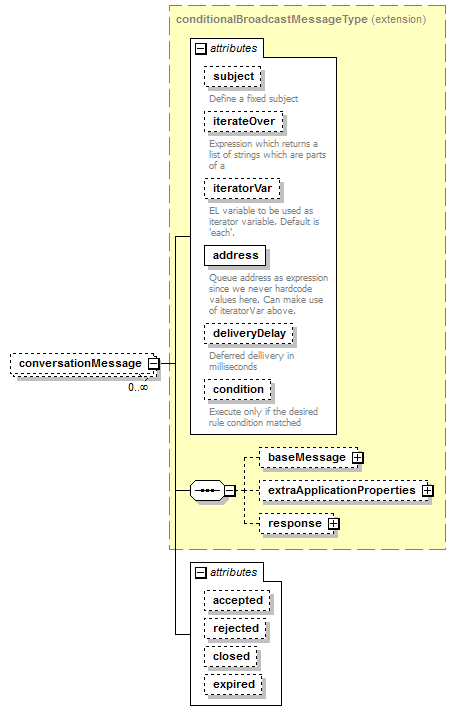 conditionalBroadcastMessageType (extension)
attributes
subject
Define a fixed subject
iterateOver
Expression which returns a
list of strings which are parts
of a
iteratorVar
EL variable to be used as
iterator variable. Default is
'each'.
address
Queue address as expression
since we never hardcode
values here. Can make use
of iteratorVar above.
deliveryDelay
Deferred dellivery in
milliseconds
conversationMessage
0..∞
condition
Execute only if the desired
rule condition matched
baseMessage
extraApplicationProperties
response
attributes
accepted
rejected
closed
expired